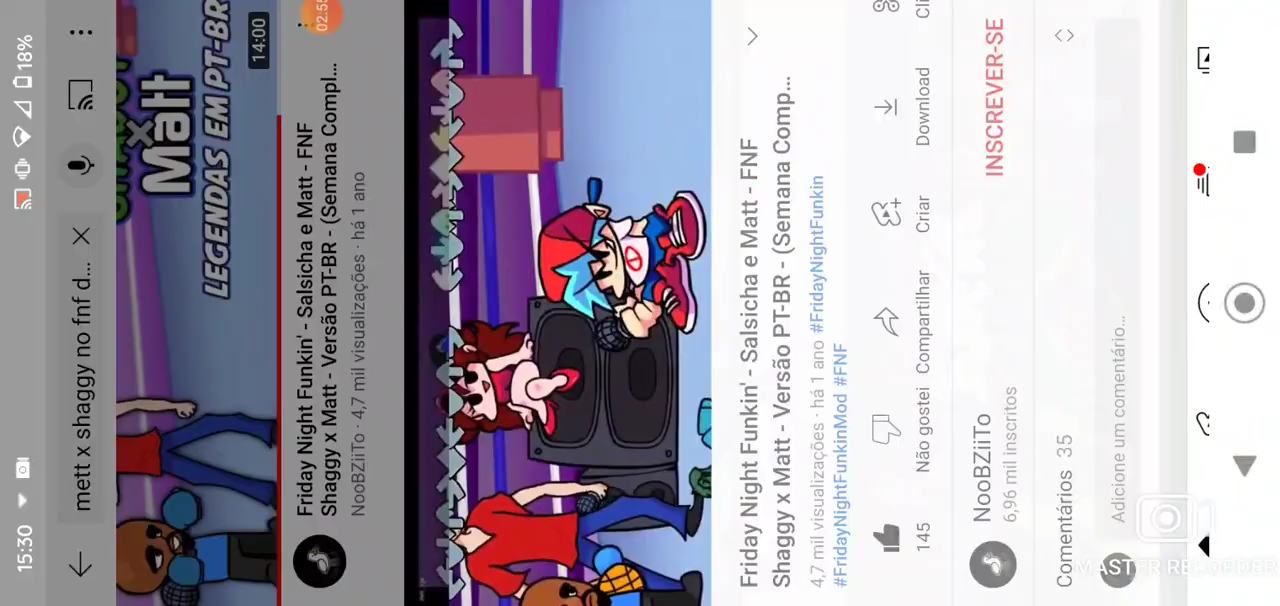 15:30
18%
mett x shaggy no fnf d...
x
Matt
LEGENDAS EM PT-BR
14:00
02:55
Friday Night Funkin' - Salsicha e Matt - FNF
Shaggy x Matt - Versão PT-BR - (Semana Compl...
NooBZiiTo · 4,7 mil visualizações · há 1 ano
Friday Night Funkin' - Salsicha e Matt - FNF
Shaggy x Matt - Versão PT-BR - (Semana Comp...
4,7 mil visualizações · há 1 ano #FridayNightFunkin
#FridayNightFunkinMod #FNF
145
Não gostei
Compartilhar
Criar
Download
Cli
NooBZiiTo
6,96 mil inscritos
INSCREVER-SE
Comentários 35
Adicione um comentário...
MASTER RECORDER